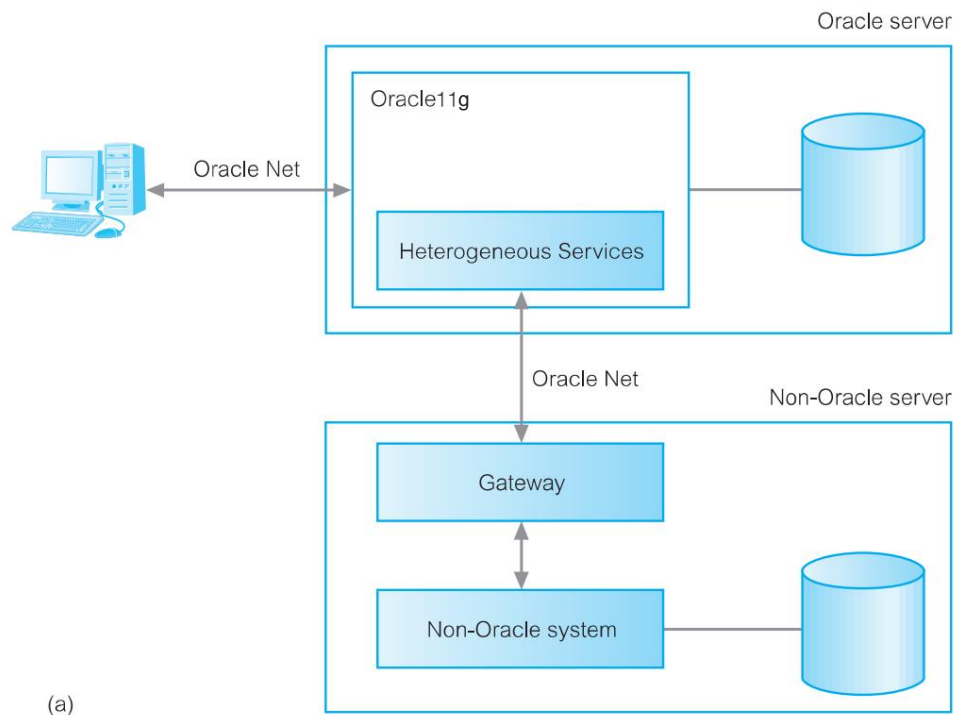 Oracle server
Oracle11g
Oracle Net
Heterogeneous Services
Oracle Net
Non-Oracle server
Gateway
Non-Oracle system
(a)